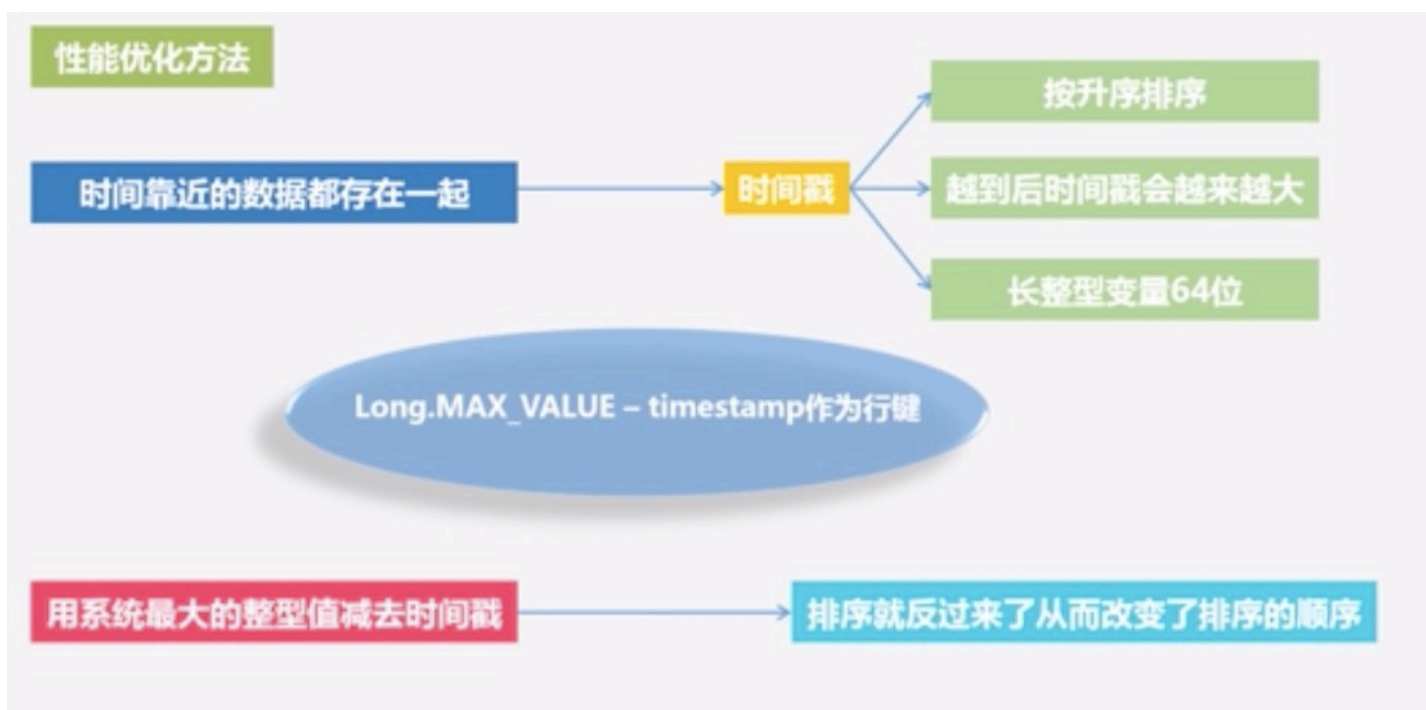 性能优化方法
时间靠近的数据都存在一起
时间戳
按升序排序
越到后时间戳会越来越大
长整型变量64位
Long.MAX_VALUE – timestamp作为行键
用系统最大的整型值减去时间戳
排序就反过来了从而改变了排序的顺序